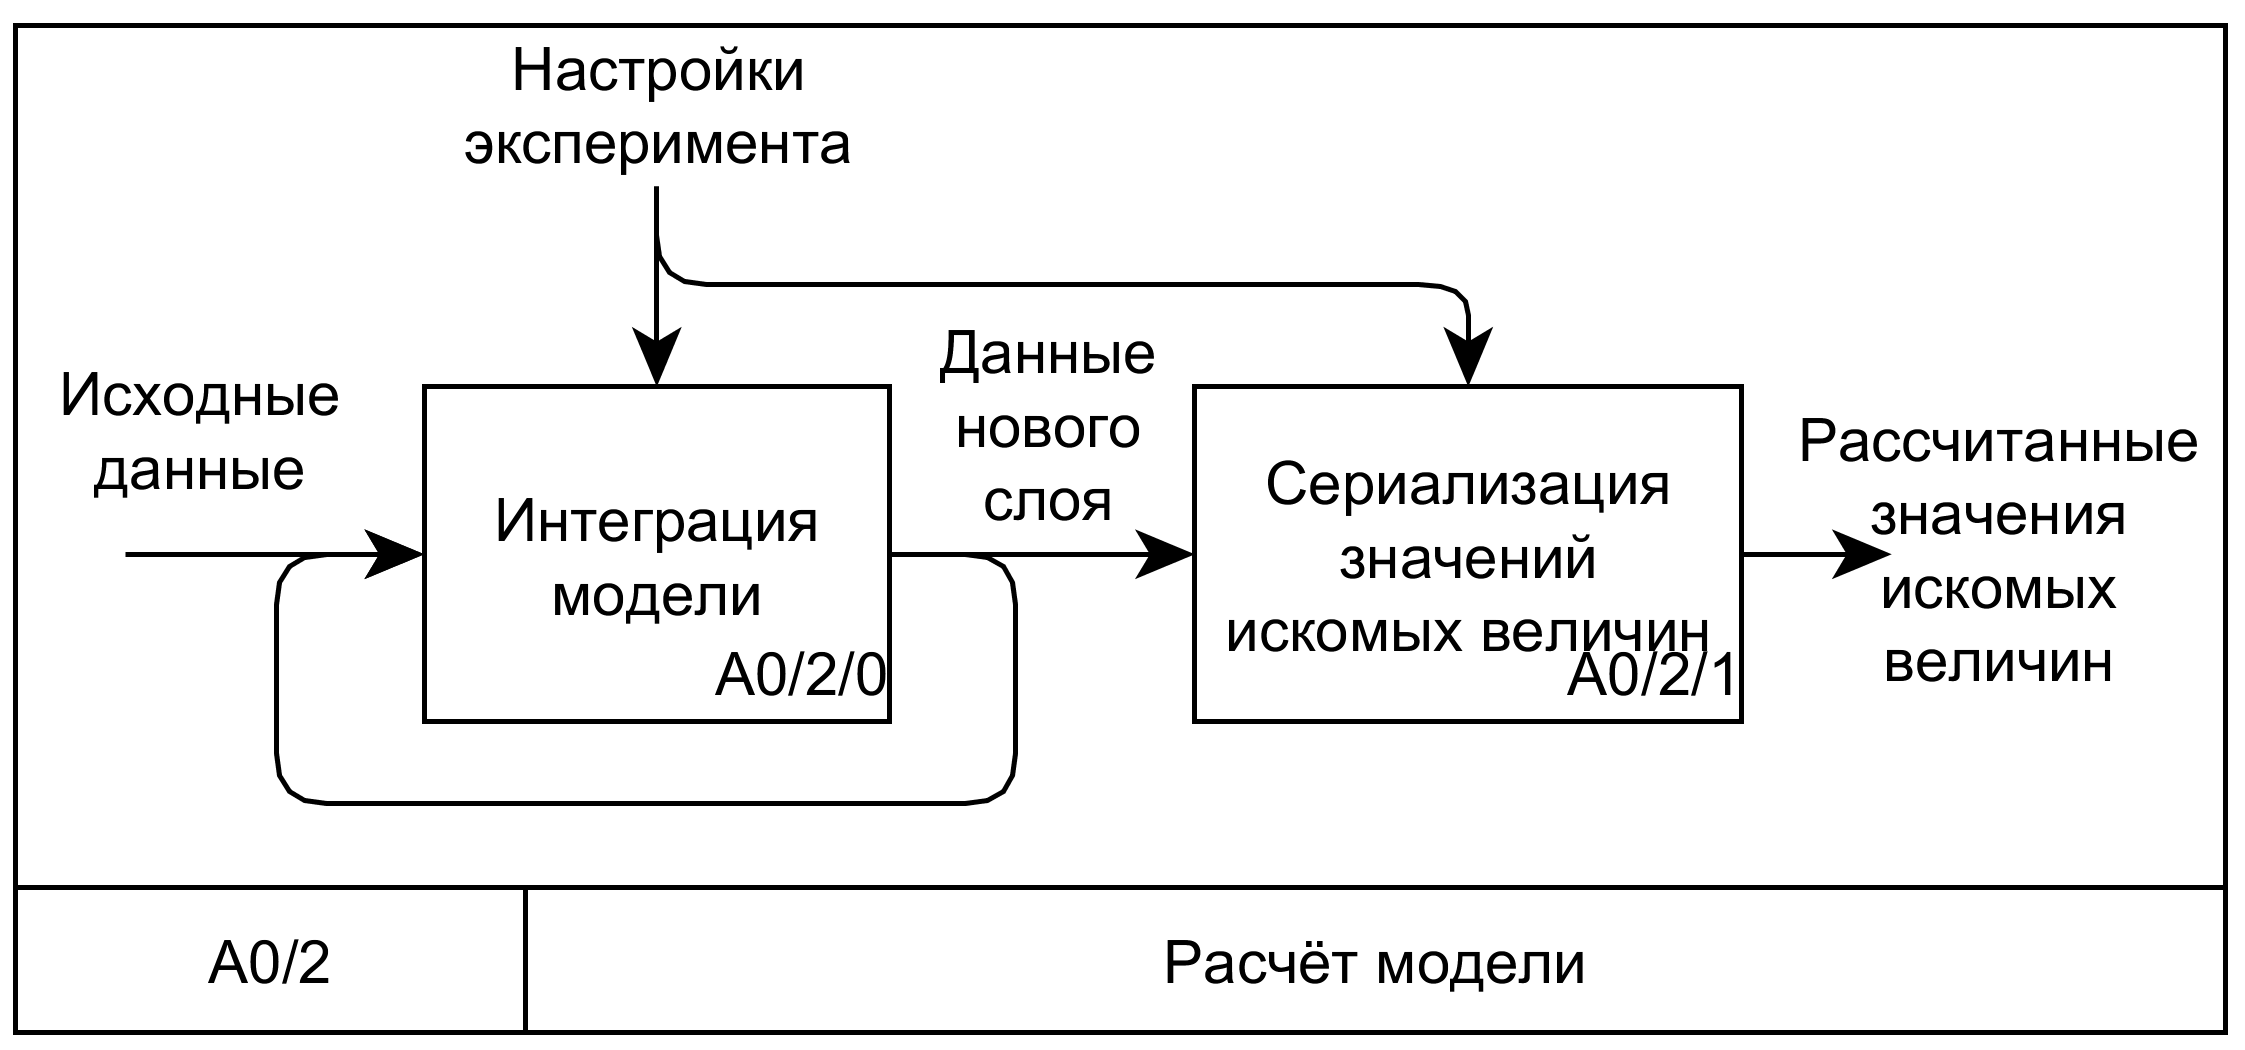 Настройки
эксперимента
Исходные
данные
Интеграция
модели
A0/2/0
Данные
нового
слоя
Сериализация
значений
искомых величин
A0/2/1
Рассчитанные
значения
искомых
величин
A0/2
Расчёт модели